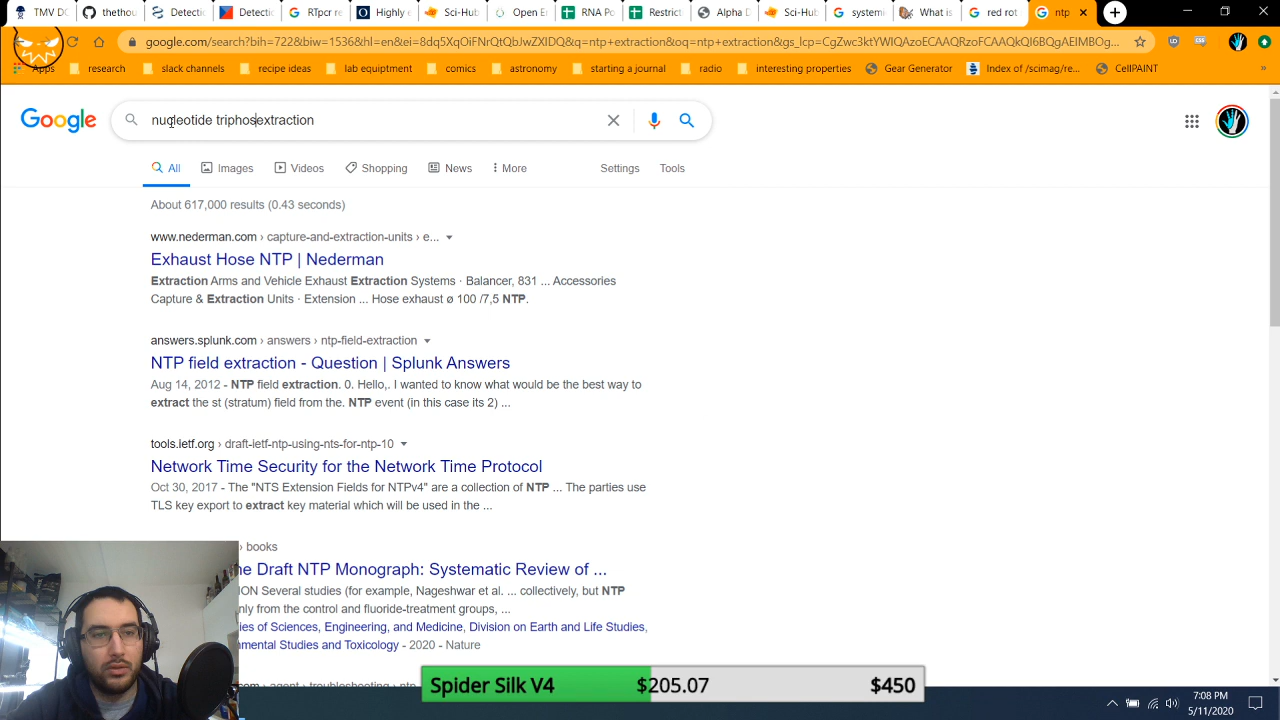 TMV DO
thethou
Detectic
Detectic
RTpcr re
Highly e
Sci-Hub
Open E
RNA Po
Restrict
Alpha D
Sci-Hub
systemi
What is
red rot
ntp
google.com/search?bih=722&biw=1536&hl=en&ei=8dq5XqOiFNrQtQbJwZXIDQ&q=ntp+extraction&oq=ntp+extraction&gs_lcp=CgZwc3ktYWIQAzoECAAQRzoFCAAQkQI6BQgAEIMBOg...
Apps
research
slack channels
recipe ideas
lab equiptment
comics
astronomy
starting a journal
radio
interesting properties
Gear Generator
Index of /scimag/re...
CellPAINT
»
Google
nucleotide triphosextraction
All
Images
Videos
Shopping
News
More
Settings
Tools
About 617,000 results (0.43 seconds)
www.nederman.com › capture-and-extraction-units › e...
Exhaust Hose NTP | Nederman
Extraction Arms and Vehicle Exhaust Extraction Systems · Balancer, 831 ... Accessories
Capture & Extraction Units · Extension ... Hose exhaust ø 100 /7,5 NTP.
answers.splunk.com › answers › ntp-field-extraction
NTP field extraction - Question | Splunk Answers
Aug 14, 2012 - NTP field extraction. 0. Hello,. I wanted to know what would be the best way to
extract the st (stratum) field from the. NTP event (in this case its 2) ...
tools.ietf.org › draft-ietf-ntp-using-nts-for-ntp-10
Network Time Security for the Network Time Protocol
Oct 30, 2017 - The "NTS Extension Fields for NTPv4" are a collection of NTP ... The parties use
TLS key export to extract key material which will be used in the ...
› books
he Draft NTP Monograph: Systematic Review of ...
ION Several studies (for example, Nageshwar et al. ... collectively, but NTP
nly from the control and fluoride-treatment groups, ...
ies of Sciences, Engineering, and Medicine, Division on Earth and Life Studies,
nmental Studies and Toxicology - 2020 - Nature
› agent › troubleshooting › ntp
Spider Silk V4
$205.07
$450
7:08 PM
5/11/2020